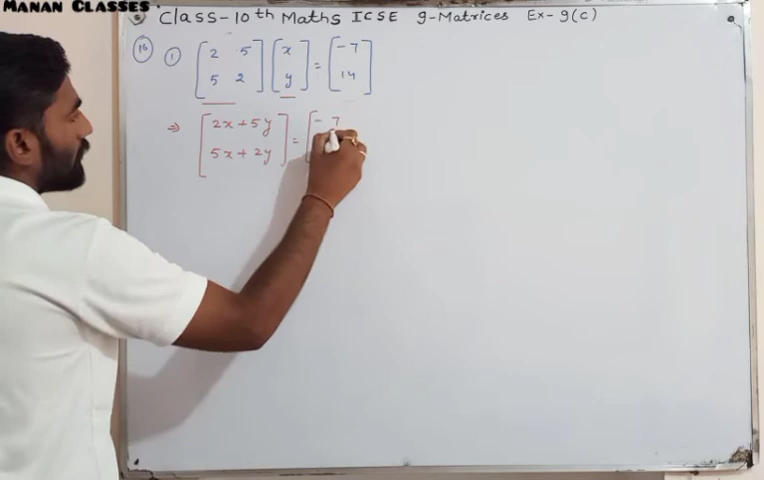 MANAN CLASSES
Class-10th Maths ICSE 9-Matrices Ex-9(c)
16 1 [2 5] [x] = [-7]
[5 2] [y] [14]
⇒ [2x+5y] = [-7
[5x+2y]